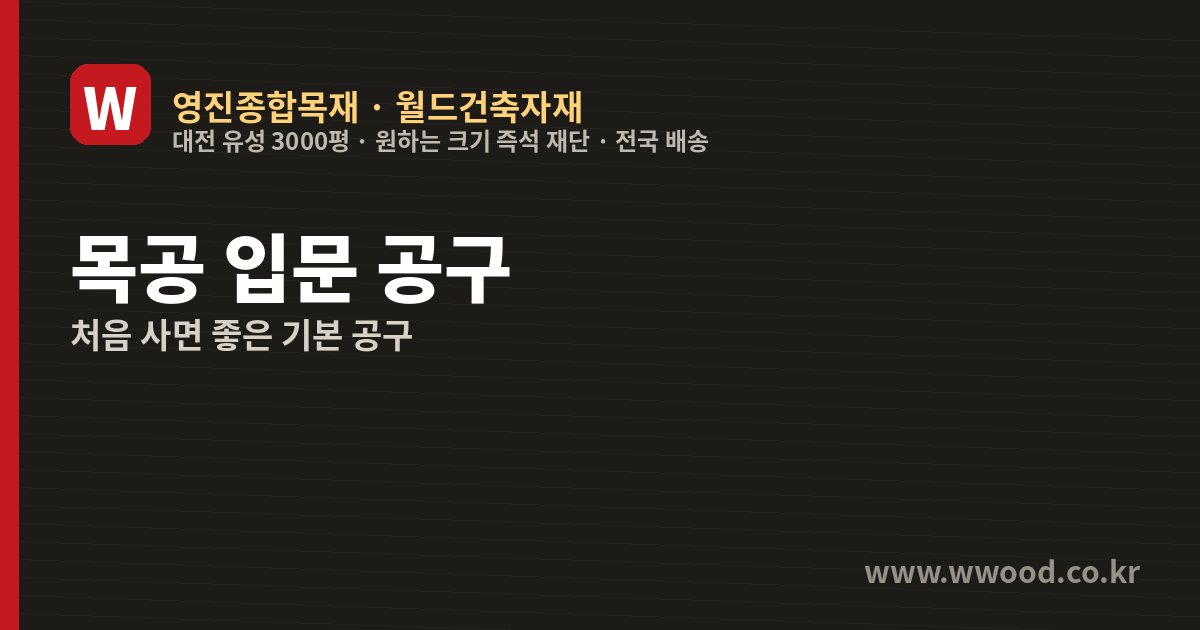 W
영진종합목재 · 월드건축자재
대전 유성 3000평 · 원하는 크기 즉석 재단 · 전국 배송
목공 입문 공구
처음 사면 좋은 기본 공구
www.wwood.co.kr